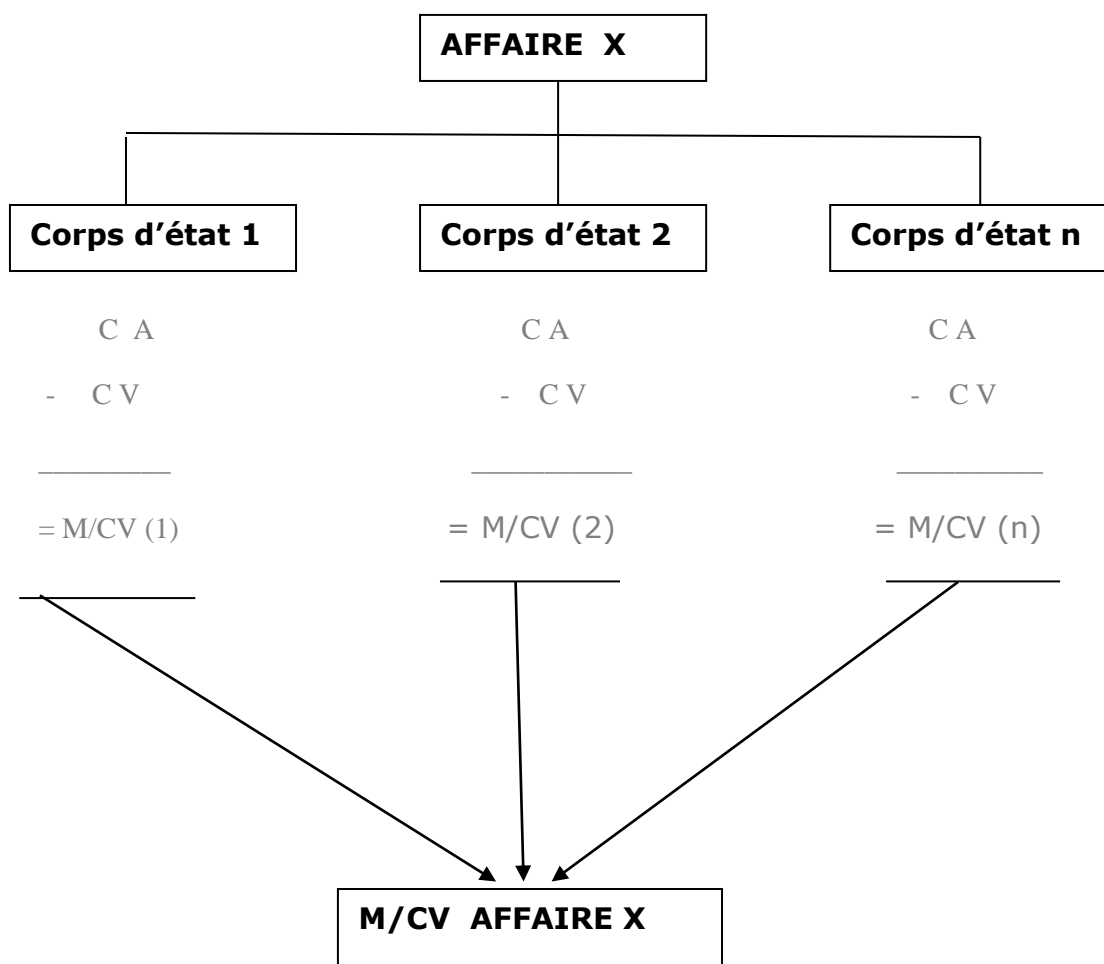 AFFAIRE X
Corps d’état 1
Corps d’état 2
Corps d’état n
C A
C A
C A
- C V
- C V
- C V
= M/CV (1)
= M/CV (2)
= M/CV (n)
M/CV AFFAIRE X